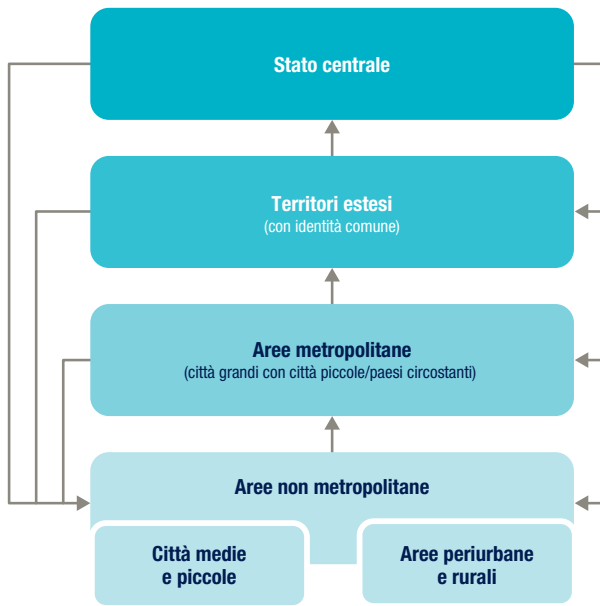 Stato centrale
Territori estesi
(con identità comune)
Aree metropolitane
(città grandi con città piccole/paesi circostanti)
Aree non metropolitane
Città medie
e piccole
Aree periurbane
e rurali